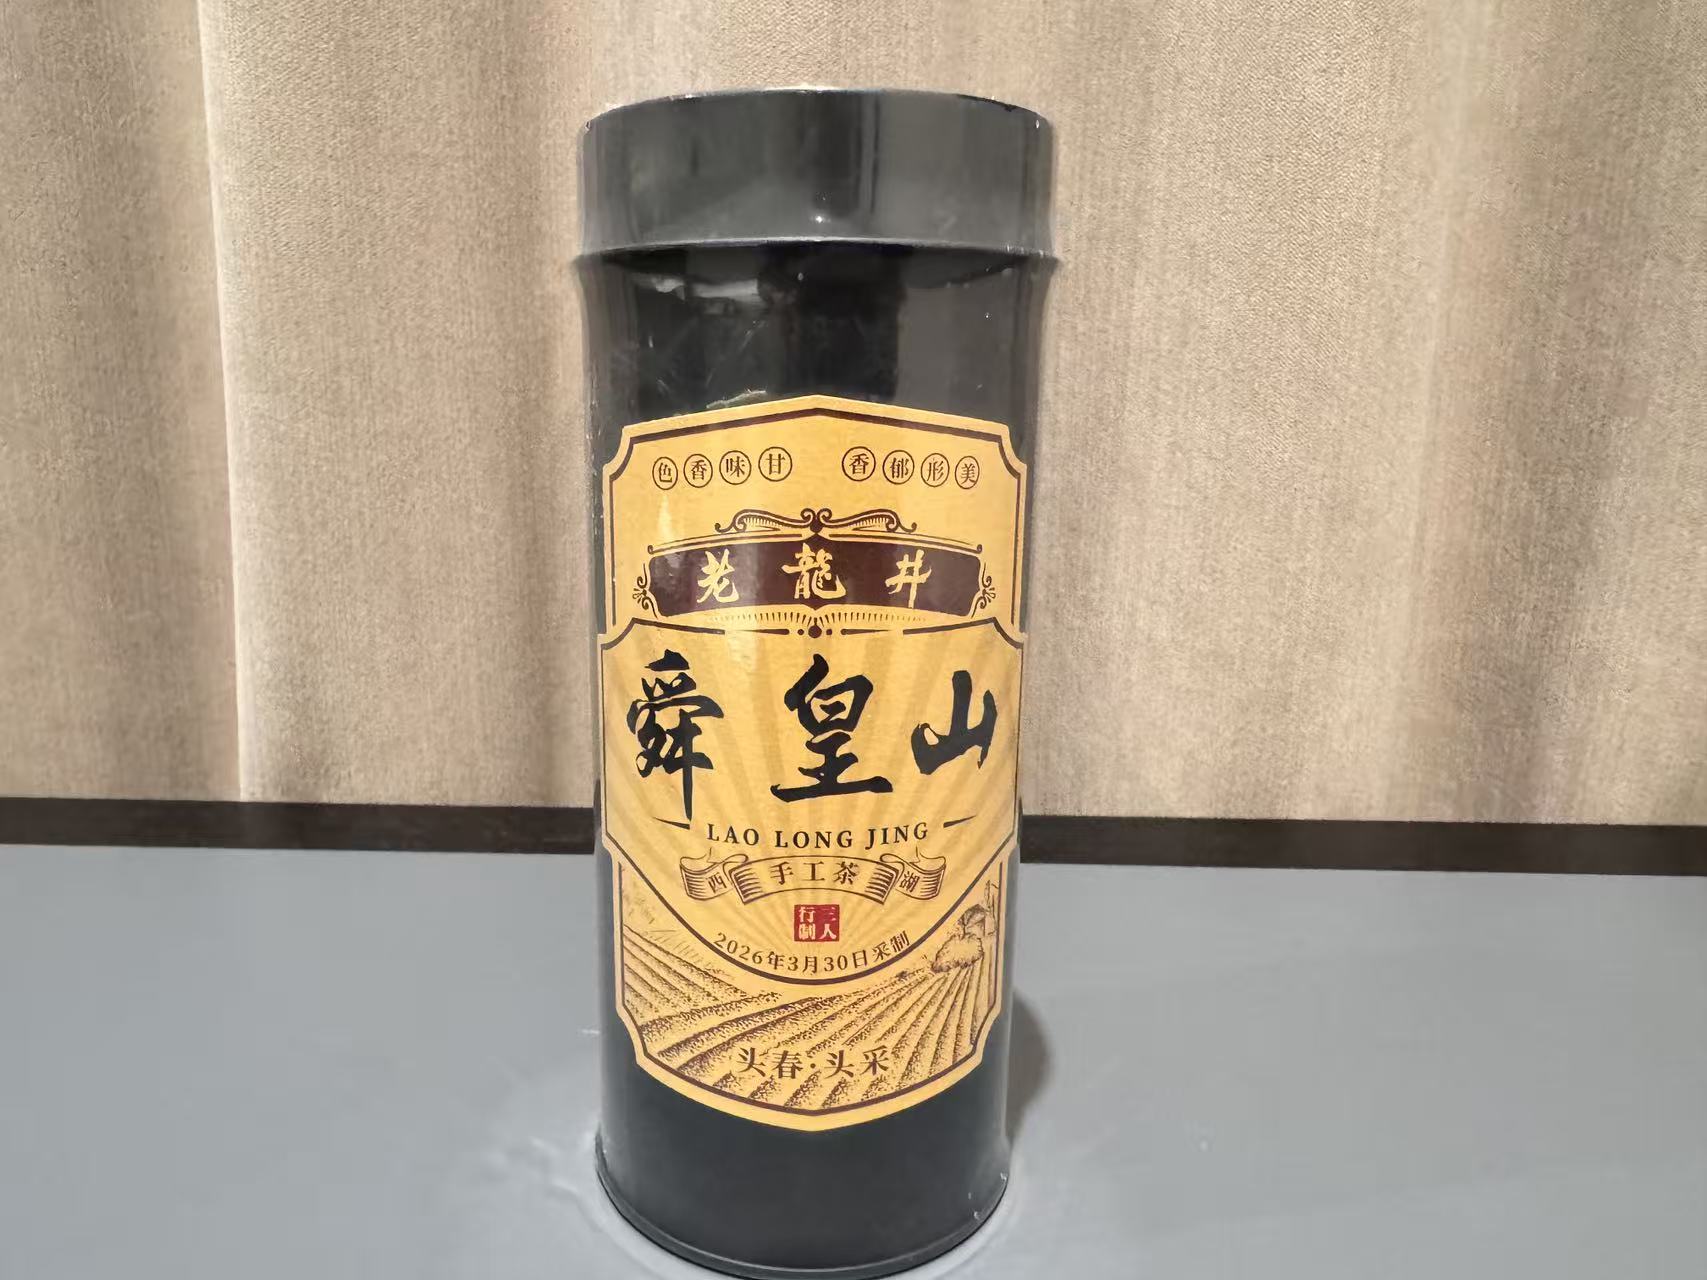 色香味甘 香郁形美
老龍井
舜皇山
LAO LONG JING
西 手工茶 湖
三人行制
2026年3月30日采制
头春·头采